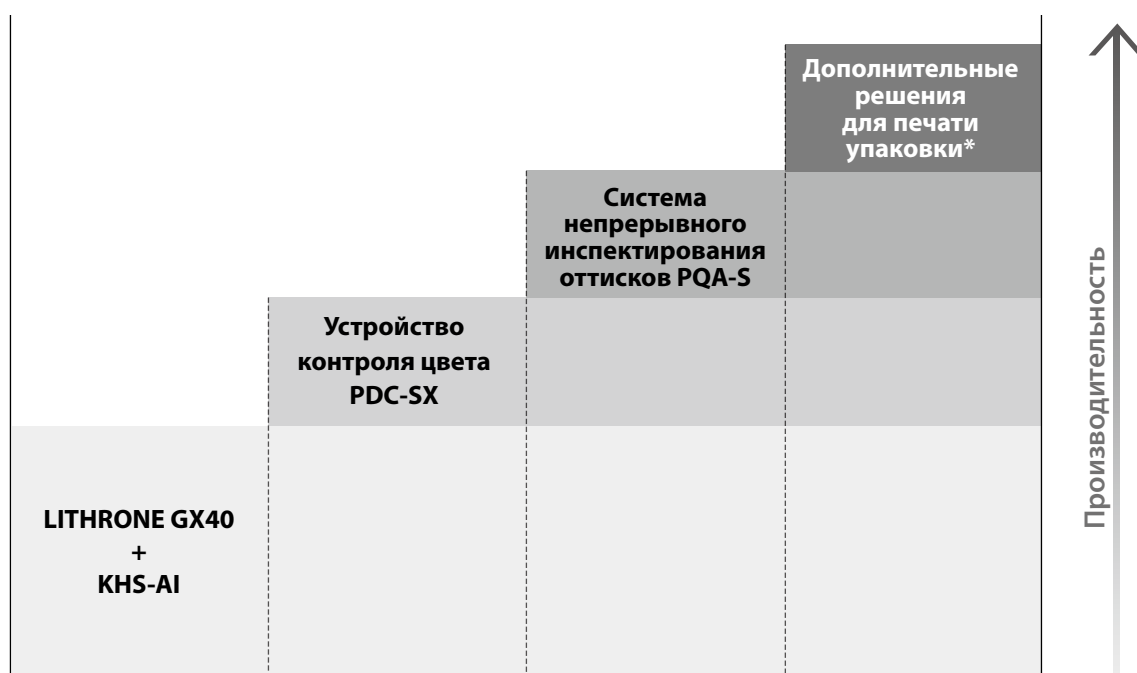 Дополнительные
решения
для печати
упаковки*
Система
непрерывного
инспектирования
оттисков PQA-S
Устройство
контроля цвета
PDC-SX
LITHRONE GX40
+
KHS-AI
Производительность